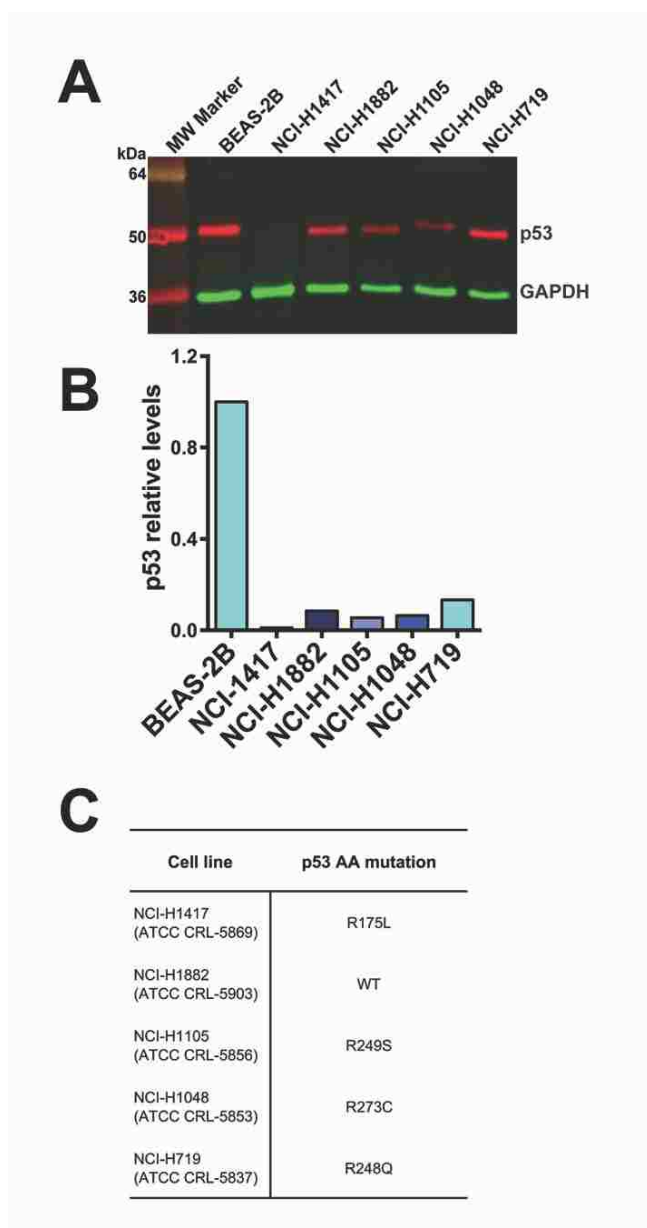 A
MW Marker
BEAS-2B
NCI-H1417
NCI-H1882
NCI-H1105
NCI-H1048
NCI-H719
kDa
64
50
36
p53
GAPDH
B
p53 relative levels
1.2
0.8
0.4
0.0
BEAS-2B
NCI-1417
NCI-H1882
NCI-H1105
NCI-H1048
NCI-H719
C
Cell line p53 AA mutation
NCI-H1417
(ATCC CRL-5869) R175L
NCI-H1882
(ATCC CRL-5903) WT
NCI-H1105
(ATCC CRL-5856) R249S
NCI-H1048
(ATCC CRL-5853) R273C
NCI-H719
(ATCC CRL-5837) R248Q